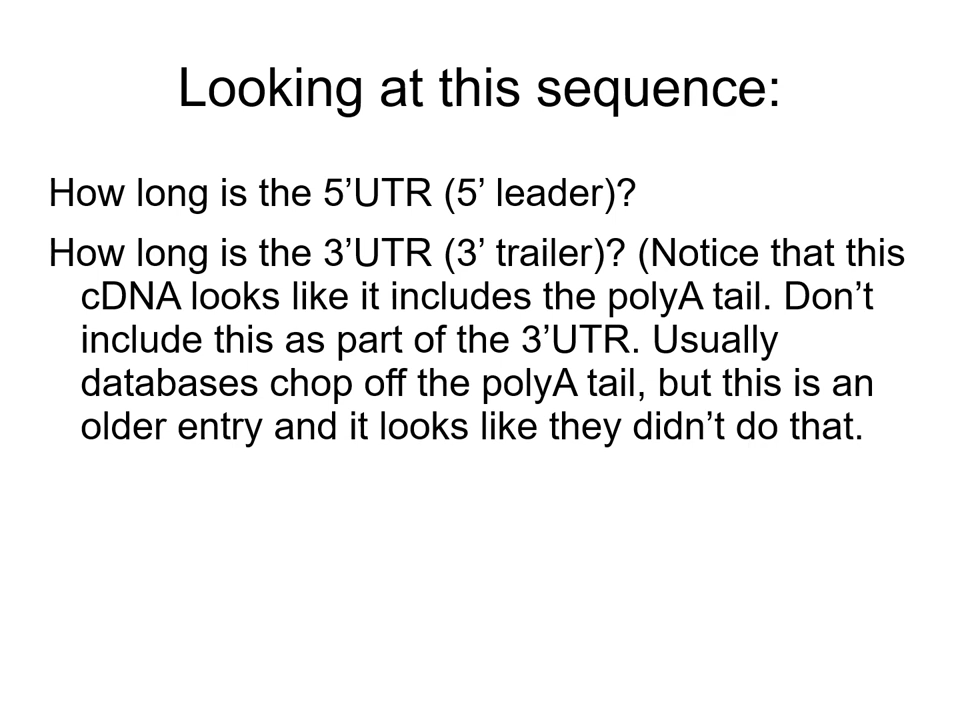 Looking at this sequence:
How long is the 5’UTR (5’ leader)?
How long is the 3’UTR (3’ trailer)? (Notice that this
cDNA looks like it includes the polyA tail. Don’t
include this as part of the 3’UTR. Usually
databases chop off the polyA tail, but this is an
older entry and it looks like they didn’t do that.